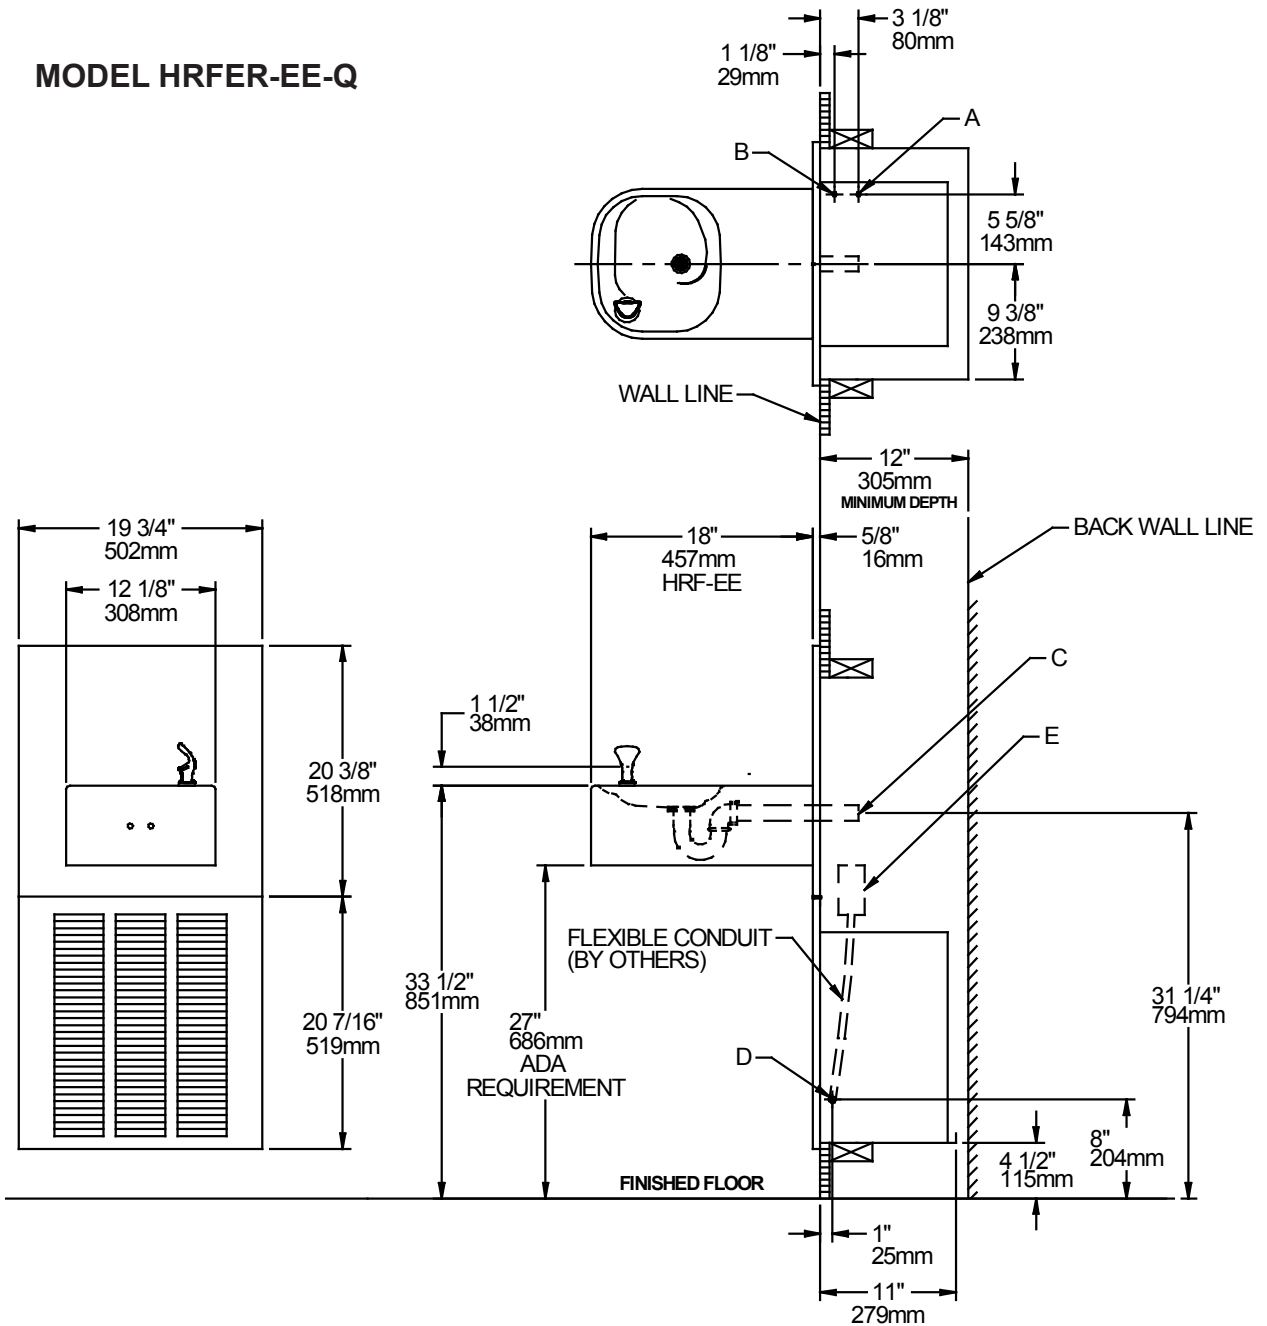 MODEL HRFER-EE-Q
3 1/8"
80mm
1 1/8"
29mm
A
B
5 5/8"
143mm
9 3/8"
238mm
WALL LINE
12"
305mm
MINIMUM DEPTH
BACK WALL LINE
19 3/4"
502mm
12 1/8"
308mm
18"
457mm
HRF-EE
5/8"
16mm
C
E
1 1/2"
38mm
20 3/8"
518mm
FLEXIBLE CONDUIT
(BY OTHERS)
33 1/2"
851mm
27"
686mm
ADA
REQUIREMENT
20 7/16"
519mm
31 1/4"
794mm
D
8"
204mm
4 1/2"
115mm
FINISHED FLOOR
1"
25mm
11"
279mm